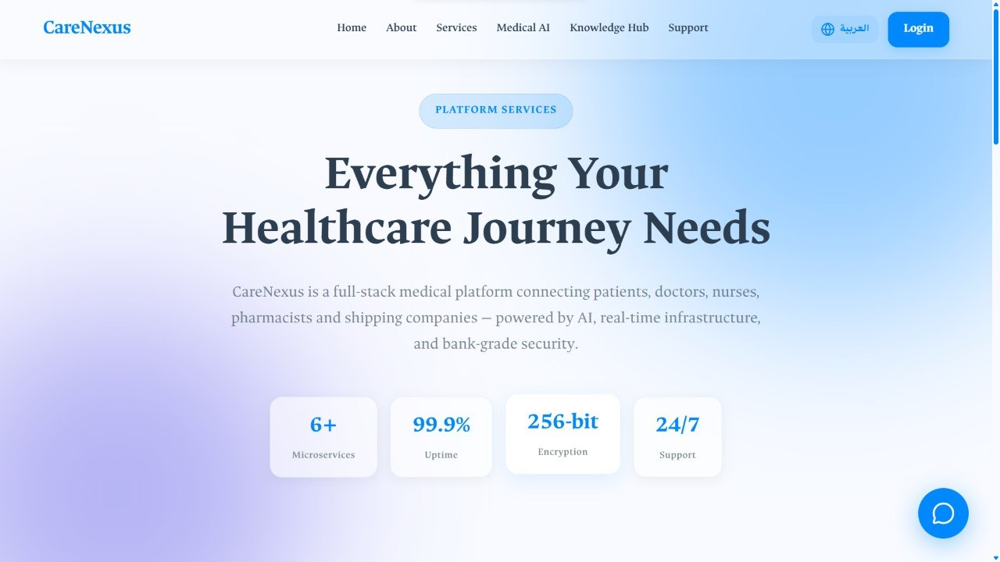 CareNexus
Home
About
Services
Medical AI
Knowledge Hub
Support
العربية
Login
PLATFORM SERVICES
Everything Your
Healthcare Journey Needs
CareNexus is a full-stack medical platform connecting patients, doctors, nurses,
pharmacists and shipping companies — powered by AI, real-time infrastructure,
and bank-grade security.
6+
Microservices
99.9%
Uptime
256-bit
Encryption
24/7
Support